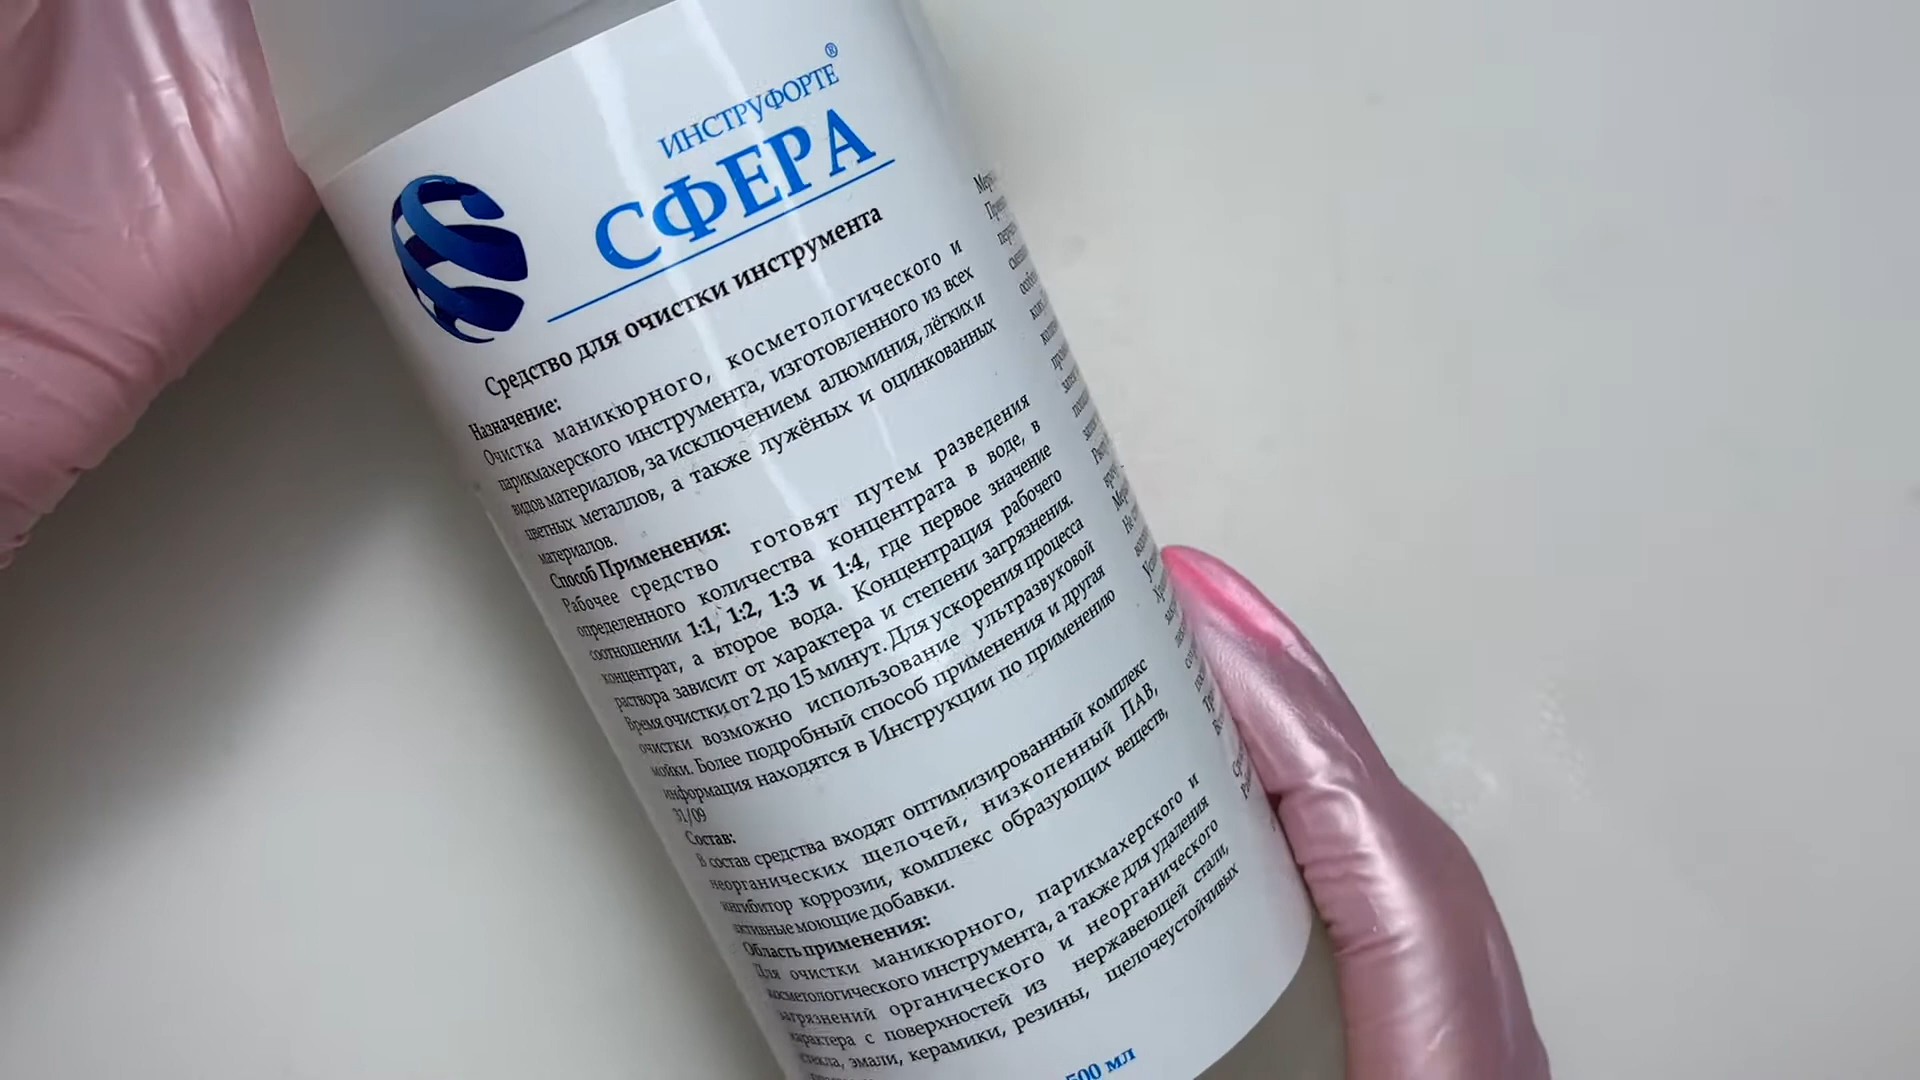 ИНСТРУФОРТЕ®
СФЕРА
Средство для очистки инструмента
Назначение:
Очистка маникюрного, косметологического и
парикмахерского инструмента, изготовленного из всех
видов материалов, за исключением алюминия, лёгких и
цветных металлов, а также лужёных и оцинкованных
материалов.
Способ Применения:
Рабочее средство готовят путем разведения
определенного количества концентрата в воде, в
соотношении 1:1, 1:2, 1:3 и 1:4, где первое значение
концентрат, а второе вода. Концентрация рабочего
раствора зависит от характера и степени загрязнения.
Время очистки от 2 до 15 минут. Для ускорения процесса
очистки возможно использование ультразвуковой
мойки. Более подробный способ применения и другая
информация находятся в Инструкции по применению
31/09
Состав:
В состав средства входят оптимизированный комплекс
неорганических щелочей, низкопенный ПАВ,
ингибитор коррозии, комплекс образующих веществ,
активные моющие добавки.
Область применения:
Для очистки маникюрного, парикмахерского и
косметологического инструмента, а также для удаления
загрязнений органического и неорганического
характера с поверхностей из нержавеющей стали,
стекла, эмали, керамики, резины, щелочеустойчивых
500 мл